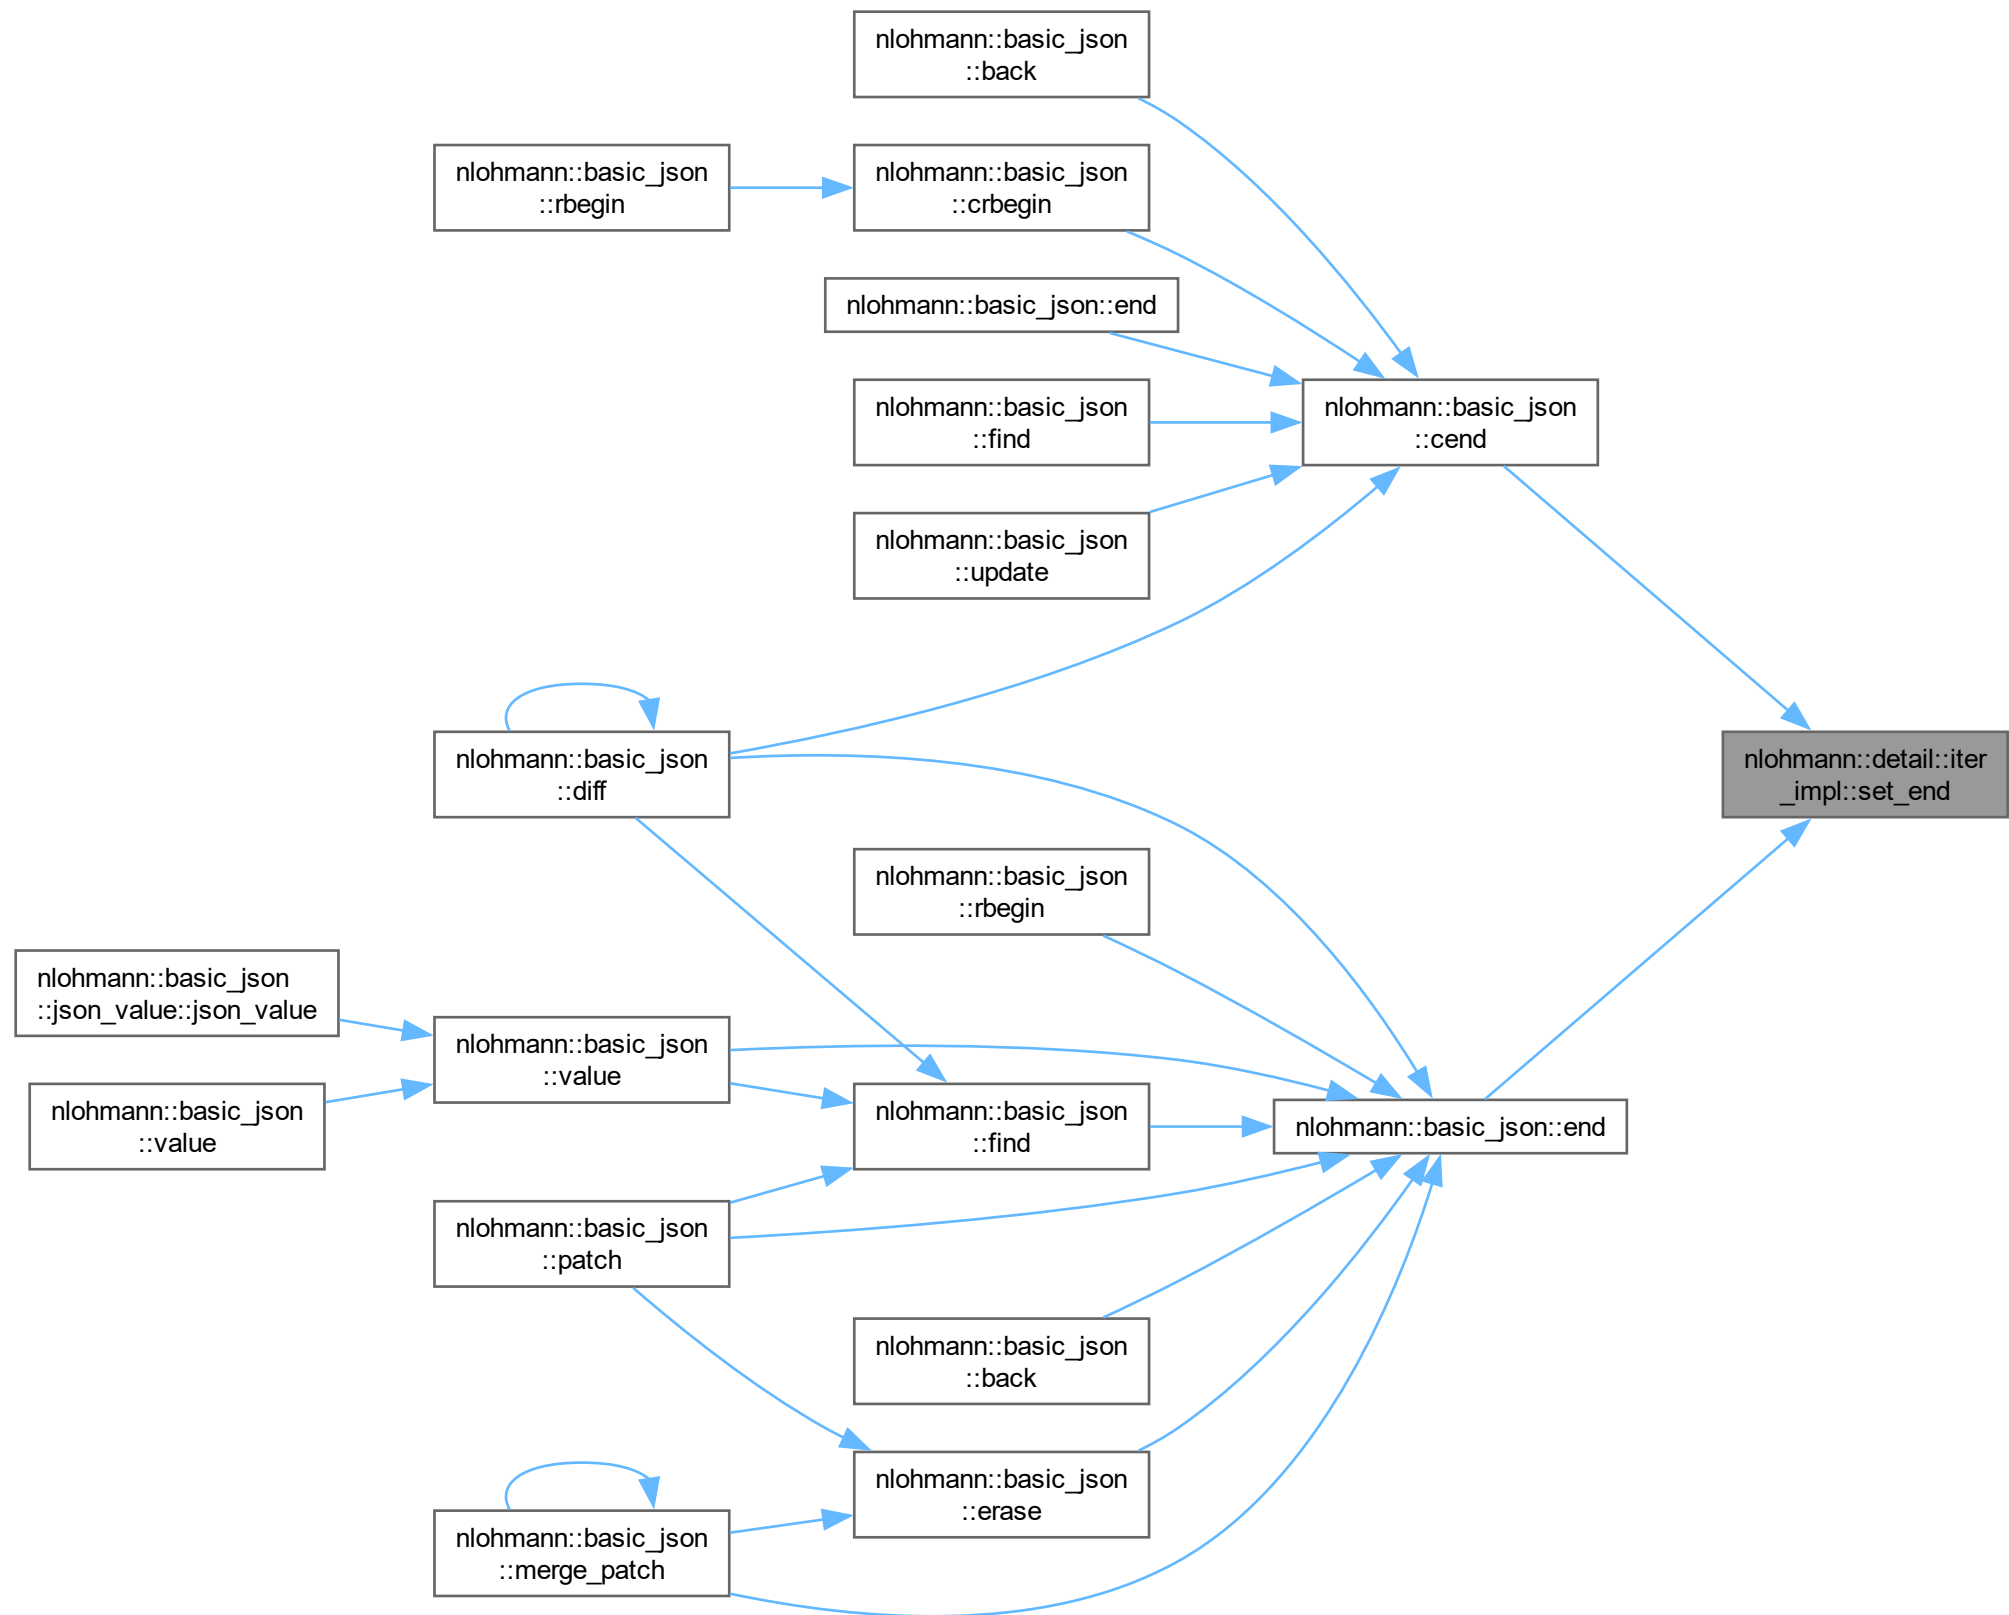 nlohmann::basic_json
::back
nlohmann::basic_json
::rbegin
nlohmann::basic_json
::crbegin
nlohmann::basic_json::end
nlohmann::basic_json
::find
nlohmann::basic_json
::cend
nlohmann::basic_json
::update
nlohmann::basic_json
::diff
nlohmann::detail::iter
_impl::set_end
nlohmann::basic_json
::rbegin
nlohmann::basic_json
::json_value::json_value
nlohmann::basic_json
::value
nlohmann::basic_json
::value
nlohmann::basic_json
::find
nlohmann::basic_json::end
nlohmann::basic_json
::patch
nlohmann::basic_json
::back
nlohmann::basic_json
::erase
nlohmann::basic_json
::merge_patch